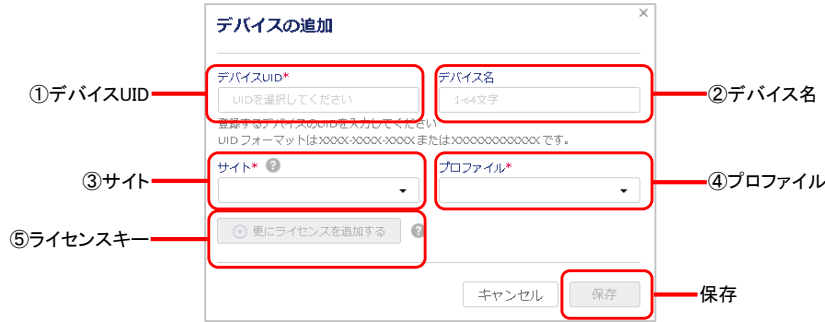 デバイスの追加
×
①デバイスUID
デバイスUID*
UIDを選択してください
デバイス名
1-64文字
②デバイス名
登録するデバイスのUIDを入力してください
UID フォーマットはXXXX-XXXX-XXXXまたはXXXXXXXXXXXXです。
③サイト
サイト* ?
プロファイル*
④プロファイル
⑤ライセンスキー
更にライセンスを追加する ?
キャンセル
保存
保存